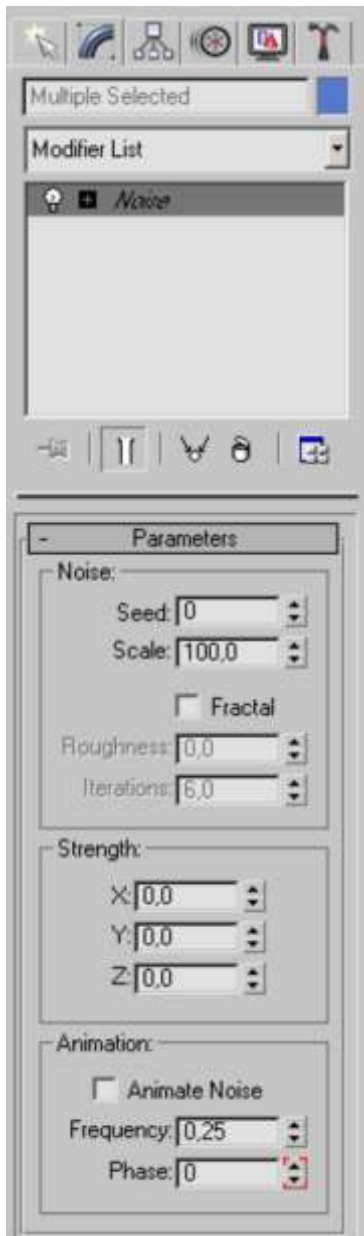 Multiple Selected
Modifier List
Noise
- Parameters
Noise:
Seed: 0
Scale: 100,0
Fractal
Roughness: 0,0
Iterations: 6,0
Strength:
X: 0,0
Y: 0,0
Z: 0,0
Animation:
Animate Noise
Frequency: 0,25
Phase: 0